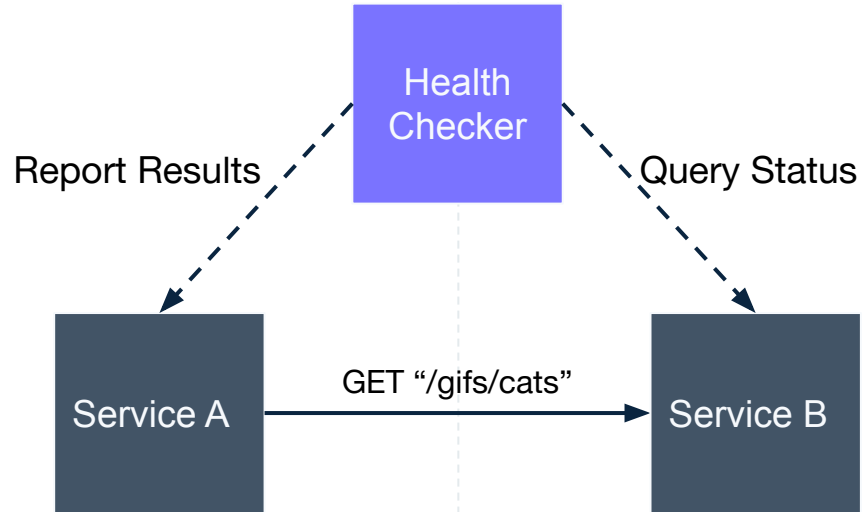 Health
Checker
Report Results
Query Status
GET “/gifs/cats”
Service A
Service B